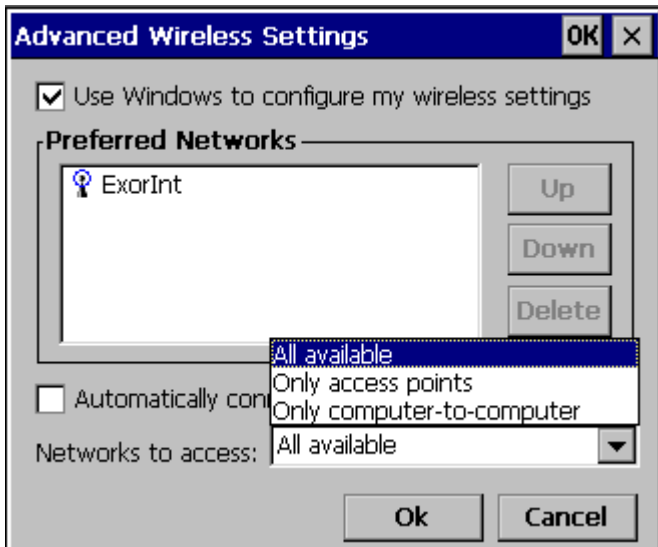 Advanced Wireless Settings OK ×
Use Windows to configure my wireless settings
Preferred Networks
ExorInt
Up
Down
Delete
All available
Only access points
Only computer-to-computer
Automatically
Networks to access: All available
Ok Cancel